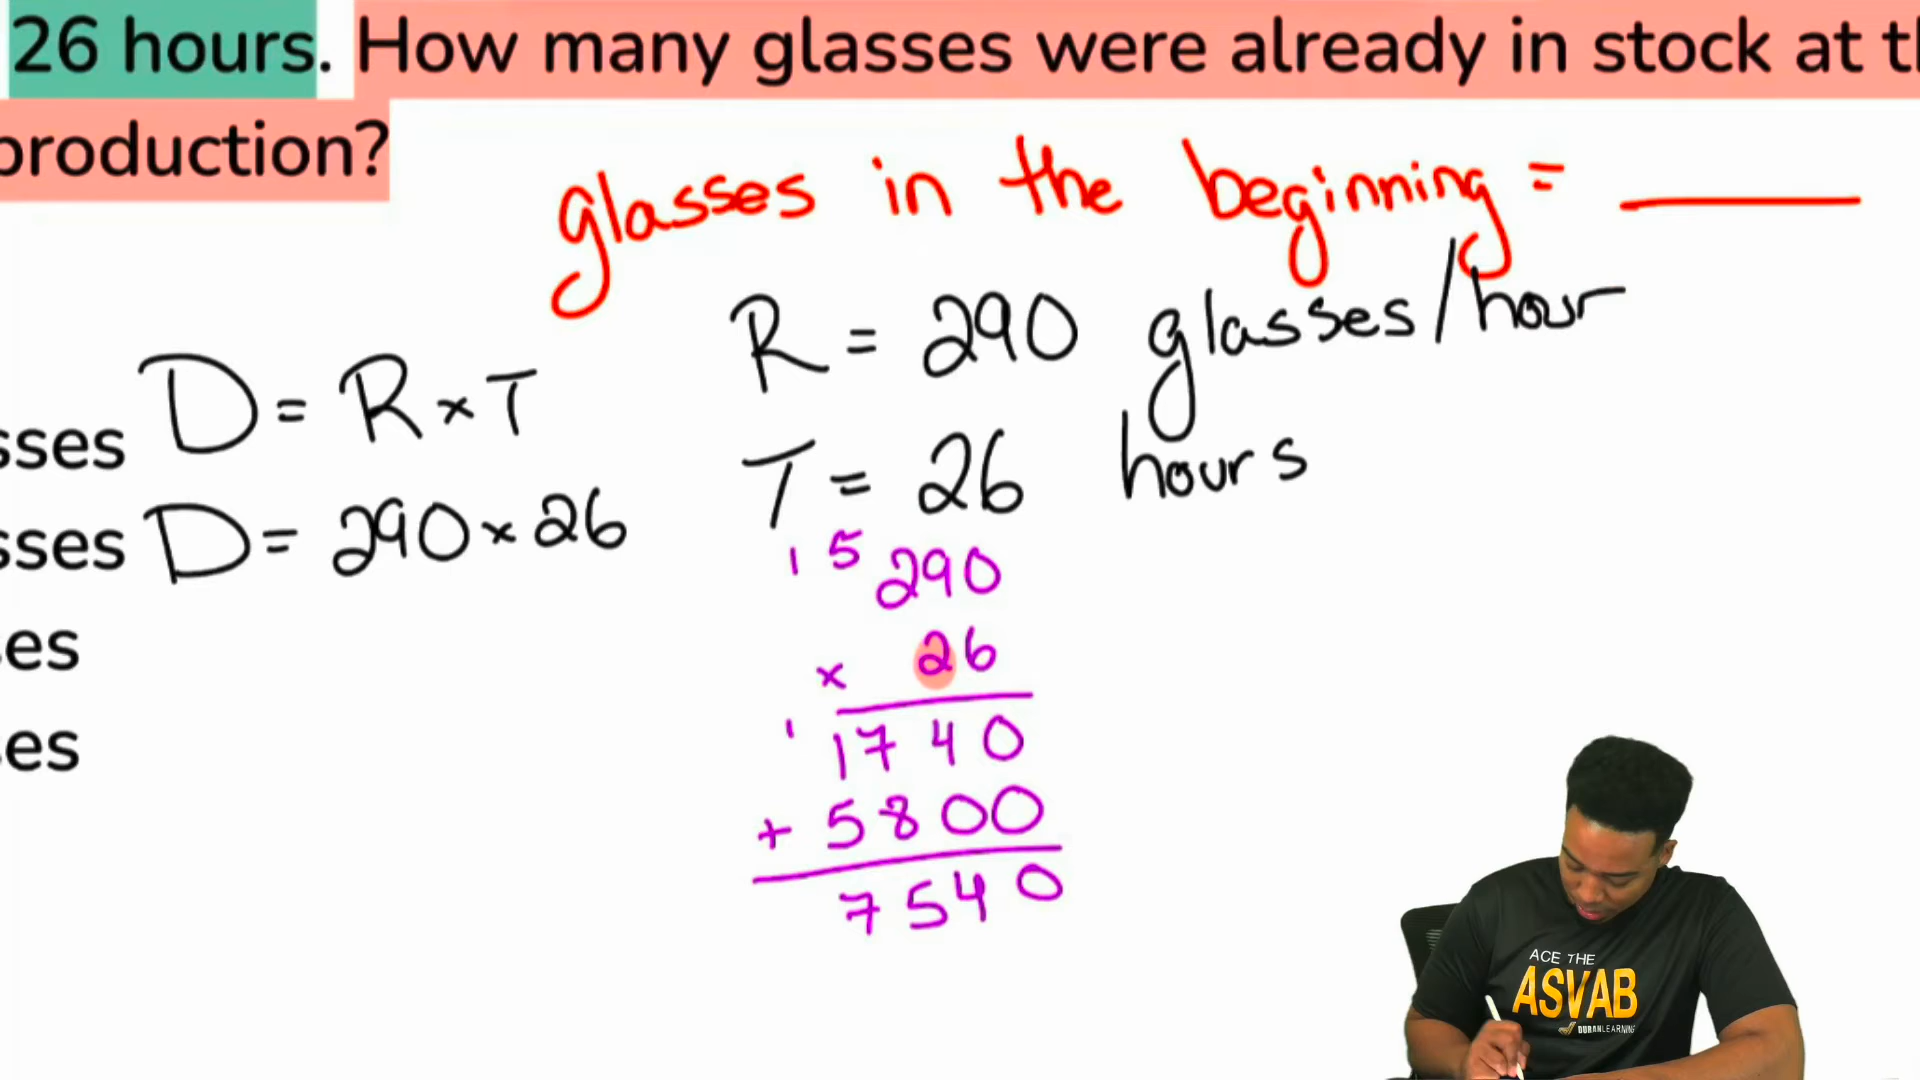 26 hours. How many glasses were already in stock at t
production?
glasses in the beginning =
R = 290 glasses/hour
D = R x T
sses
T = 26 hours
sses
D = 290 x 26
1 5
290
x 26
es
1
1740
es
+ 5800
7540
ACE THE
ASVAB
DURANLEARNING